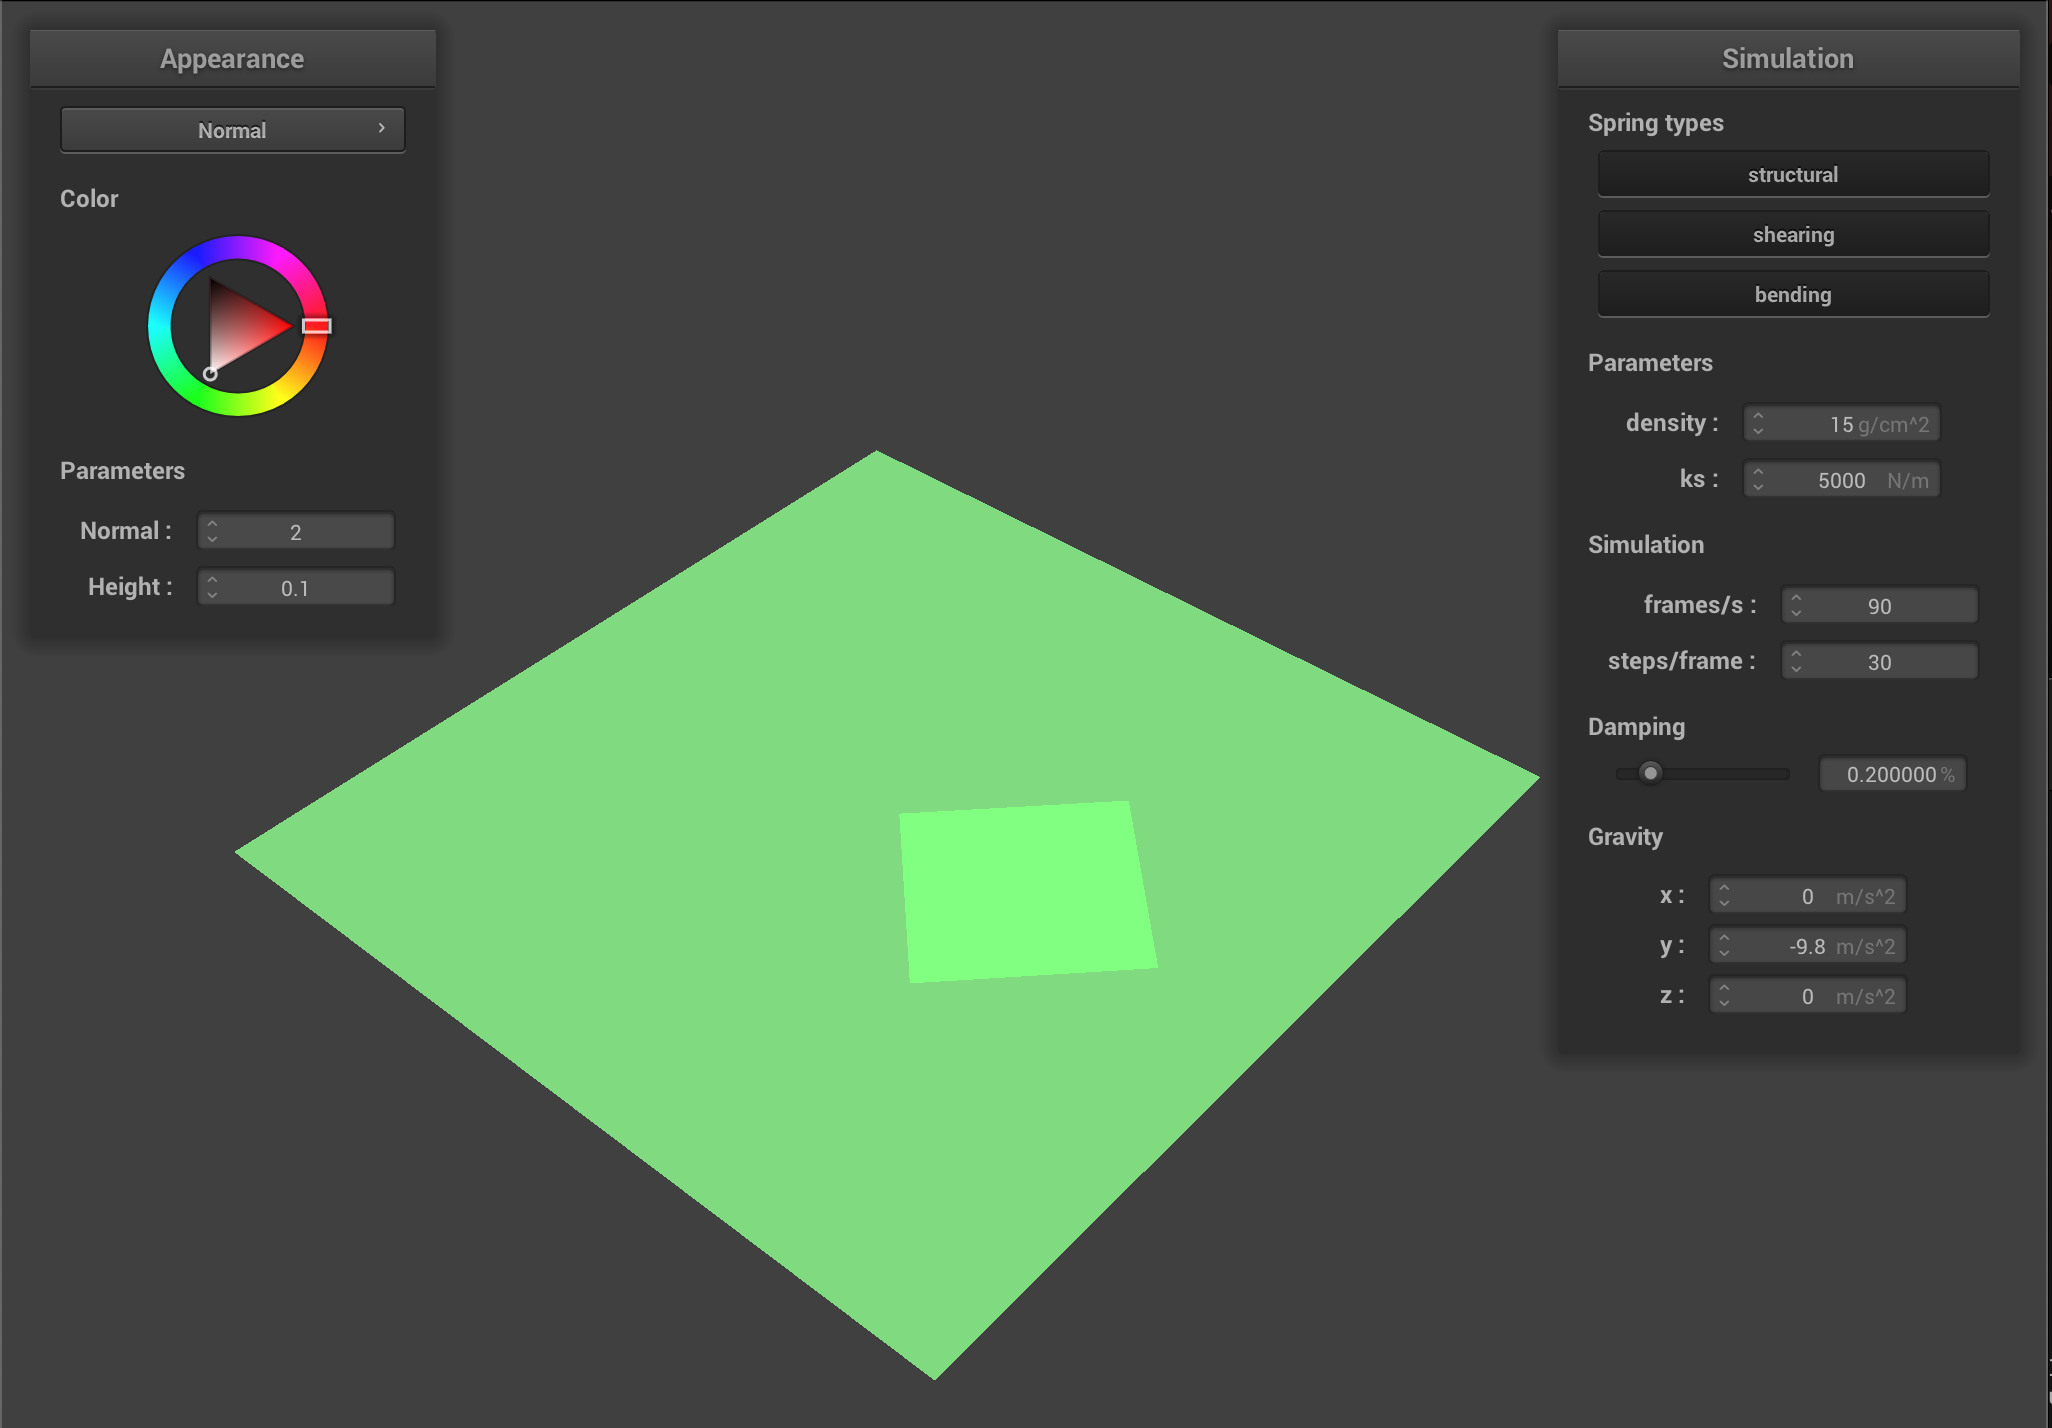 Appearance
Normal
Color
Parameters
Normal : 2
Height : 0.1
Simulation
Spring types
structural
shearing
bending
Parameters
density : 15 g/cm^2
ks : 5000 N/m
Simulation
frames/s : 90
steps/frame : 30
Damping
0.200000 %
Gravity
x : 0 m/s^2
y : -9.8 m/s^2
z : 0 m/s^2